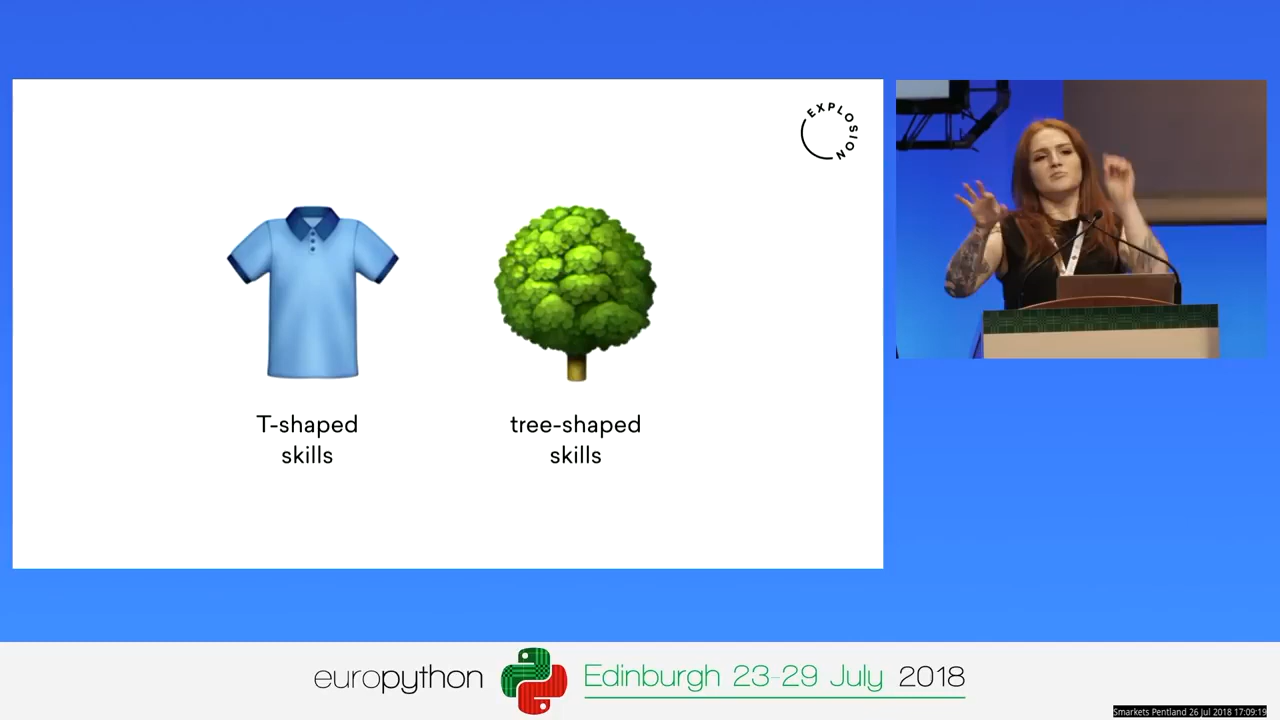 EXPLOSION
T-shaped
skills
tree-shaped
skills
europython
Edinburgh 23-29 July 2018
Smarkets Pentland 26 Jul 2018 17:09:19